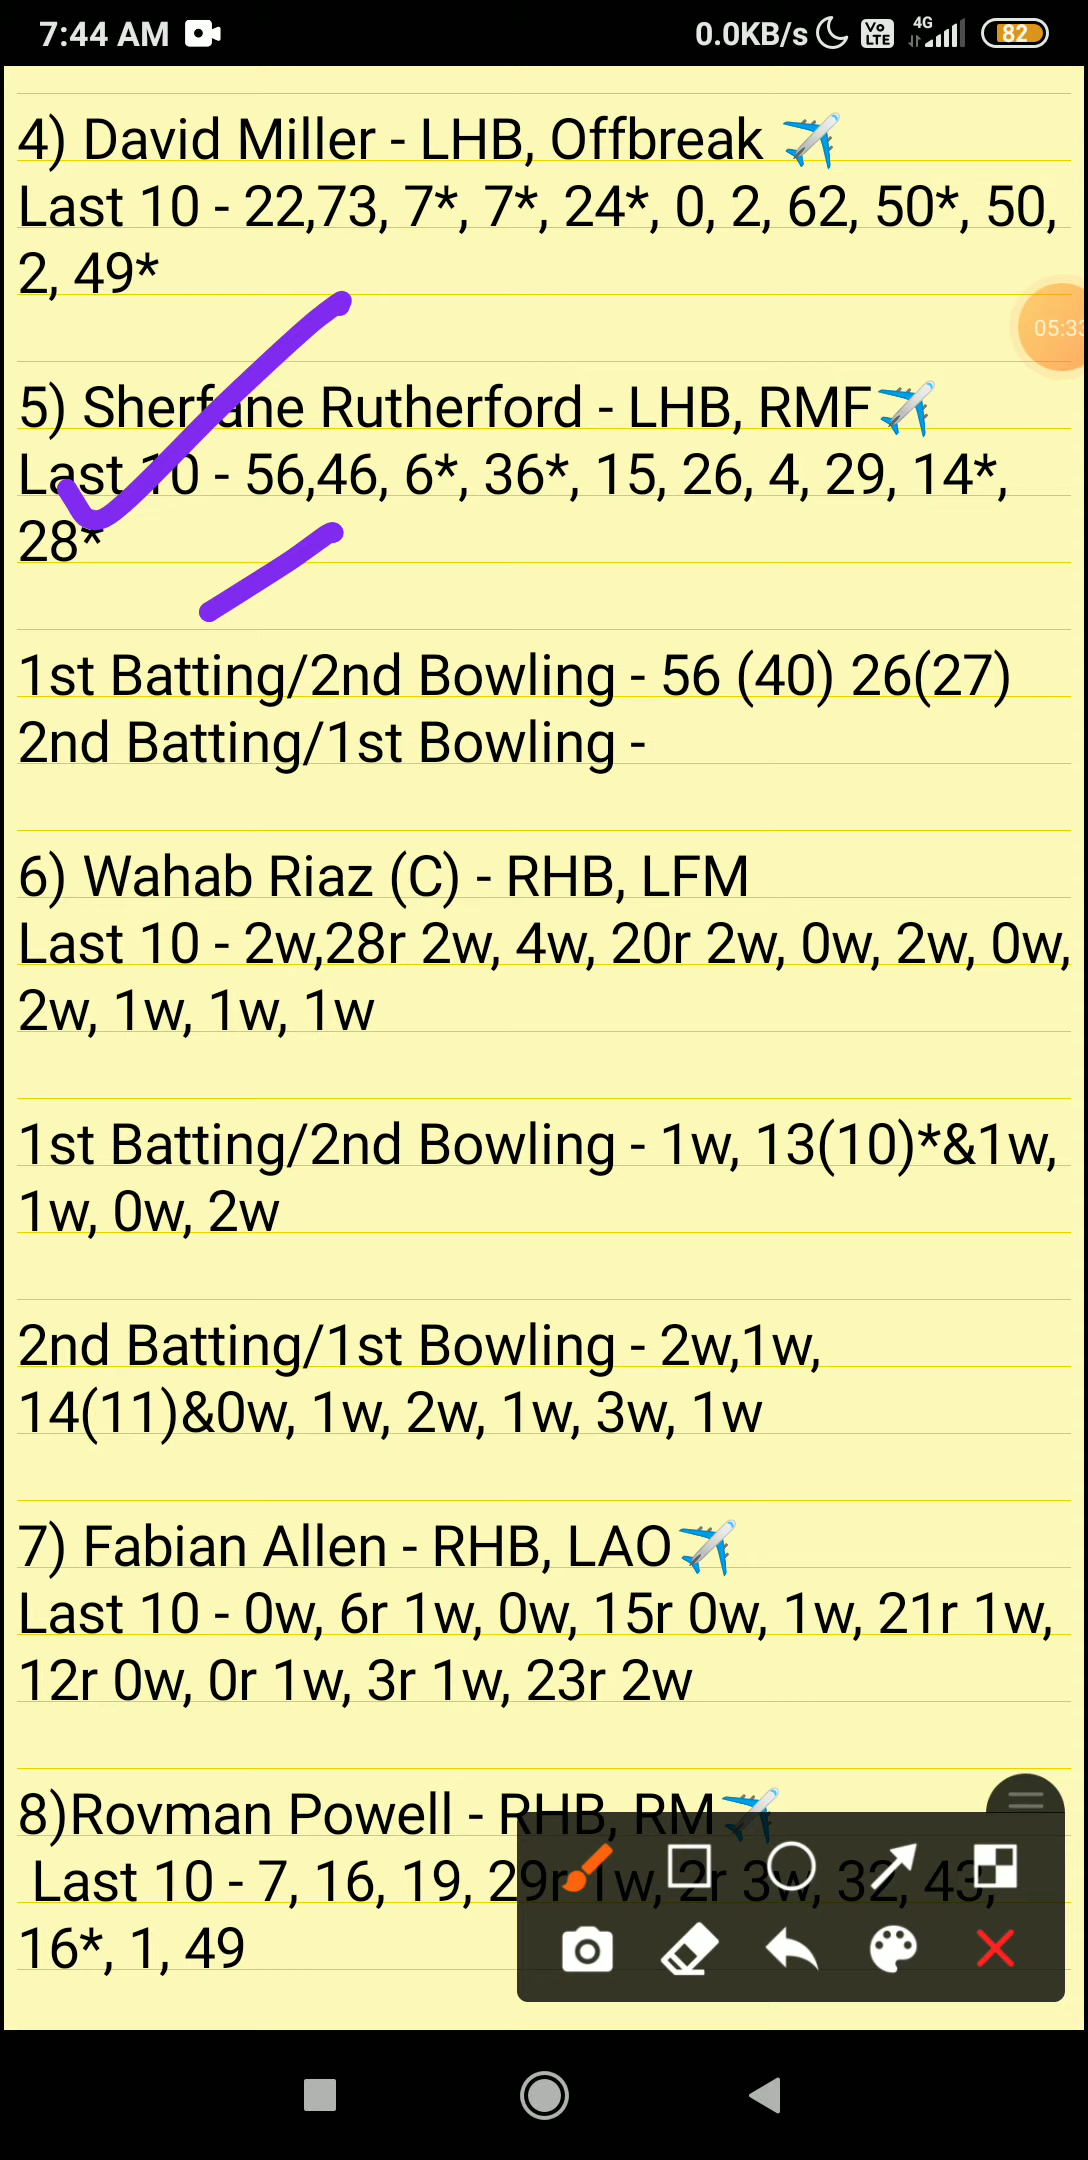 7:44 AM 0.0KB/s Vo LTE 4G 82
4) David Miller - LHB, Offbreak ✈️
Last 10 - 22,73, 7*, 7*, 24*, 0, 2, 62, 50*, 50,
2, 49*
05:33
5) Sherfane Rutherford - LHB, RMF✈️
Last 10 - 56,46, 6*, 36*, 15, 26, 4, 29, 14*,
28*
1st Batting/2nd Bowling - 56 (40) 26(27)
2nd Batting/1st Bowling -
6) Wahab Riaz (C) - RHB, LFM
Last 10 - 2w,28r 2w, 4w, 20r 2w, 0w, 2w, 0w,
2w, 1w, 1w, 1w
1st Batting/2nd Bowling - 1w, 13(10)*&1w,
1w, 0w, 2w
2nd Batting/1st Bowling - 2w,1w,
14(11)&0w, 1w, 2w, 1w, 3w, 1w
7) Fabian Allen - RHB, LAO✈️
Last 10 - 0w, 6r 1w, 0w, 15r 0w, 1w, 21r 1w,
12r 0w, 0r 1w, 3r 1w, 23r 2w
8)Rovman Powell - RHB, RM✈️
Last 10 - 7, 16, 19, 29r 1w, 2r 3w, 32, 43,
16*, 1, 49